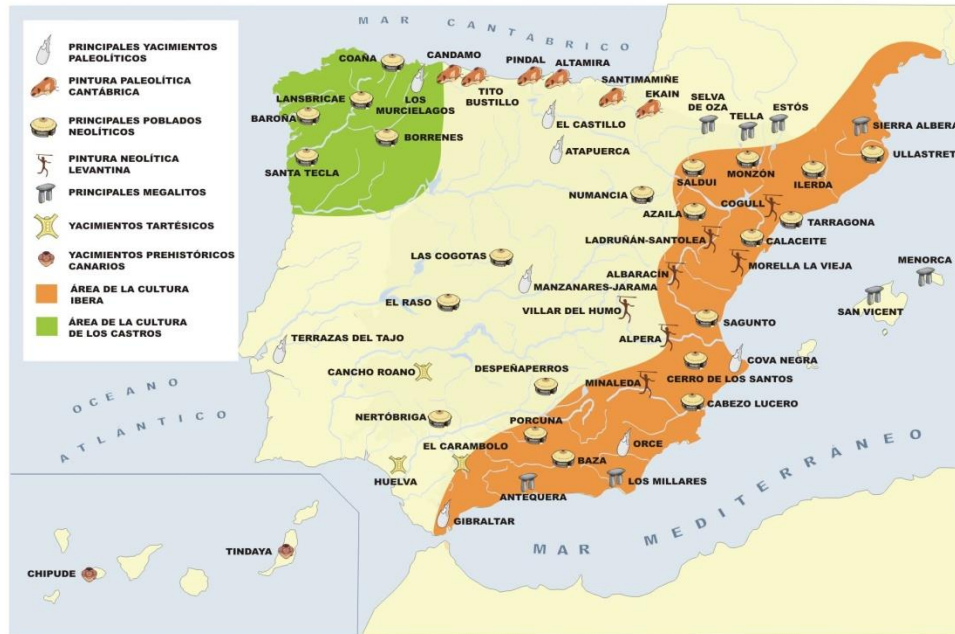 MAR CANTÁBRICO
PRINCIPALES YACIMIENTOS
PALEOLÍTICOS
PINTURA PALEOLÍTICA
CANTÁBRICA
PRINCIPALES POBLADOS
NEOLÍTICOS
PINTURA NEOLÍTICA
LEVANTINA
PRINCIPALES MEGALITOS
YACIMIENTOS TARTÉSICOS
YACIMIENTOS PREHISTÓRICOS
CANARIOS
ÁREA DE LA CULTURA
IBERA
ÁREA DE LA CULTURA
DE LOS CASTROS
COAÑA
CANDAMO
PINDAL
ALTAMIRA
TITO
BUSTILLO
SANTIMAMIÑE
EKAIN
LANSBRICAE
LOS
MURCIELAGOS
BAROÑA
BORRENES
SANTA TECLA
EL CASTILLO
ATAPUERCA
SELVA
DE OZA
TELLA
ESTÓS
SIERRA ALBERA
ULLASTRET
SALDUI
MONZÓN
ILERDA
NUMANCIA
COGULL
AZAILA
TARRAGONA
LADRUÑÁN-SANTOLEA
CALACEITE
LAS COGOTAS
ALBARACÍN
MORELLA LA VIEJA
MANZANARES-JARAMA
MENORCA
EL RASO
VILLAR DEL HUMO
SAN VICENT
SAGUNTO
TERRAZAS DEL TAJO
ALPERA
COVA NEGRA
CANCHO ROANO
DESPEÑAPERROS
MINALEDA
CERRO DE LOS SANTOS
CABEZO LUCERO
NERTÓBRIGA
PORCUNA
EL CARAMBOLO
ORCE
BAZA
HUELVA
ANTEQUERA
LOS MILLARES
GIBRALTAR
OCÉANO
ATLÁNTICO
MAR MEDITERRÁNEO
TINDAYA
CHIPUDE